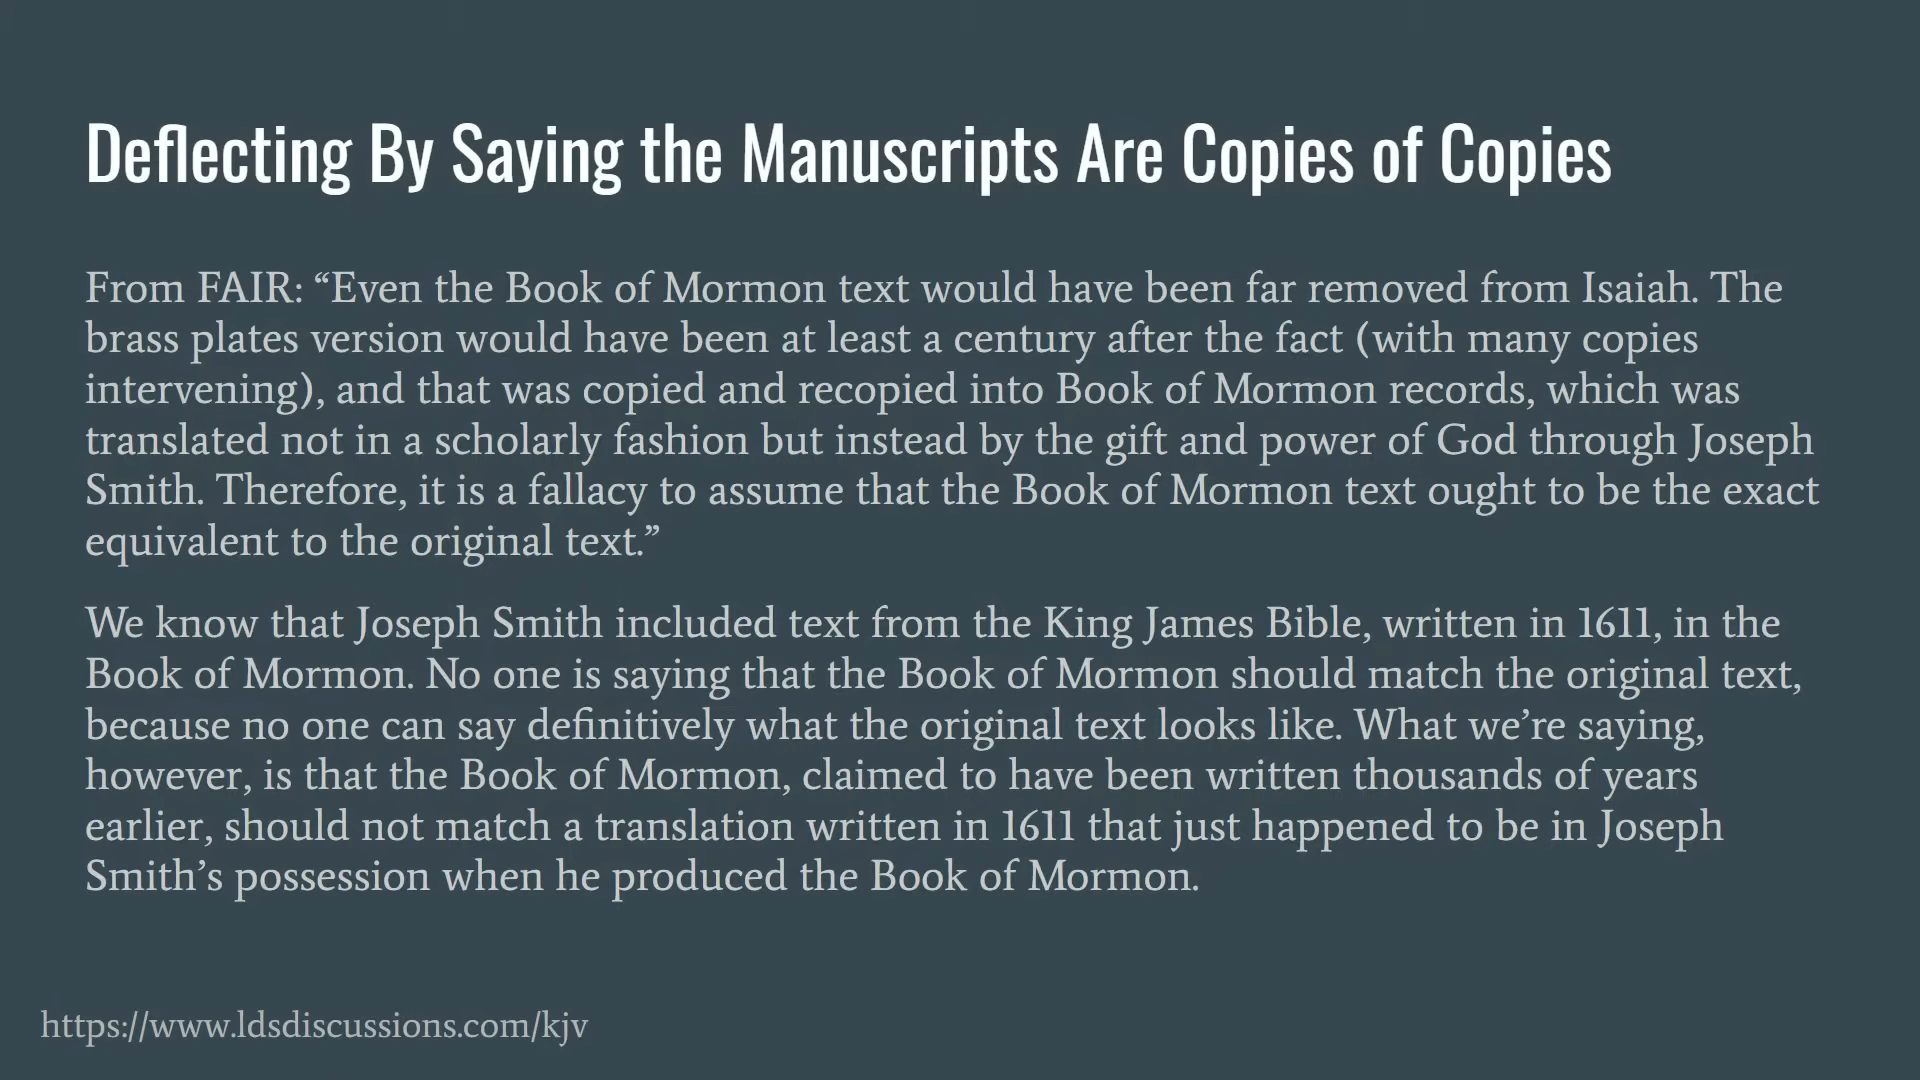 Deflecting By Saying the Manuscripts Are Copies of Copies
From FAIR: “Even the Book of Mormon text would have been far removed from Isaiah. The
brass plates version would have been at least a century after the fact (with many copies
intervening), and that was copied and recopied into Book of Mormon records, which was
translated not in a scholarly fashion but instead by the gift and power of God through Joseph
Smith. Therefore, it is a fallacy to assume that the Book of Mormon text ought to be the exact
equivalent to the original text.”
We know that Joseph Smith included text from the King James Bible, written in 1611, in the
Book of Mormon. No one is saying that the Book of Mormon should match the original text,
because no one can say definitively what the original text looks like. What we’re saying,
however, is that the Book of Mormon, claimed to have been written thousands of years
earlier, should not match a translation written in 1611 that just happened to be in Joseph
Smith’s possession when he produced the Book of Mormon.
https://www.ldsdiscussions.com/kjv